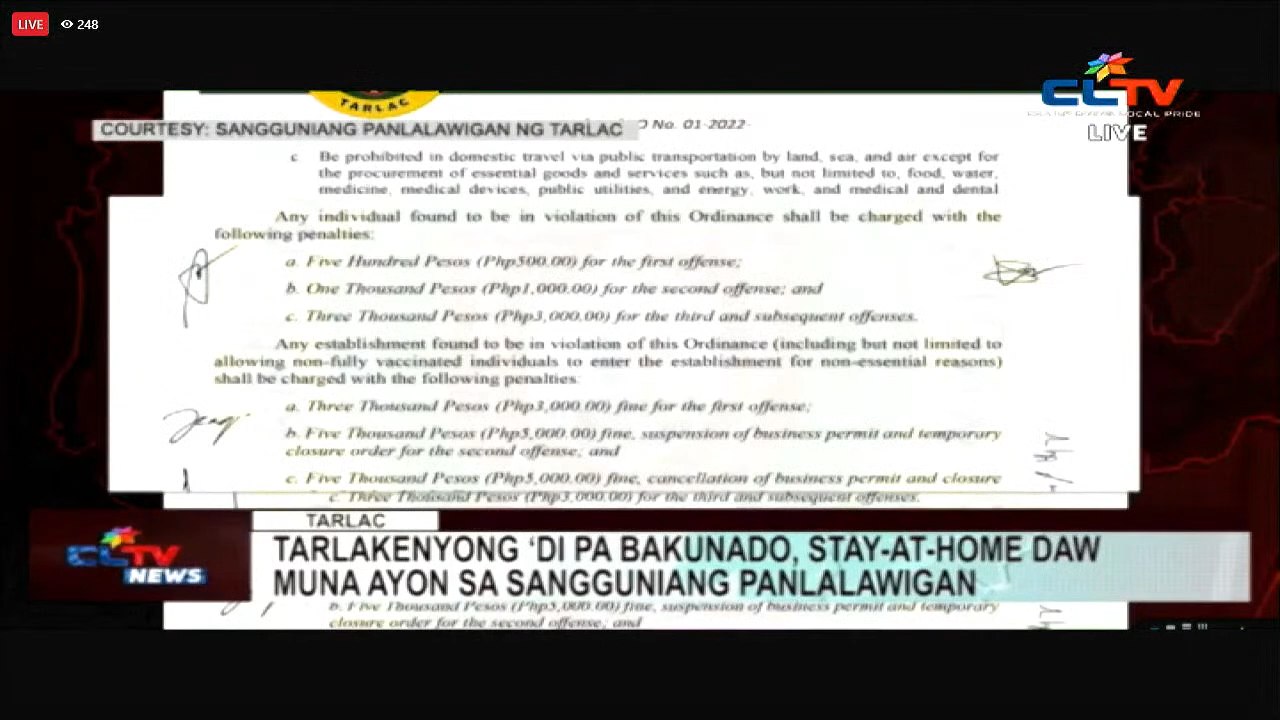 LIVE 248
CLTV
LOCAL PRIDE
LIVE
TARLAC
COURTESY: SANGGUNIANG PANLALAWIGAN NG TARLAC
No. 01-2022-
c Be prohibited in domestic travel via public transportation by land, sea, and air except for
the procurement of essential goods and services such as, but not limited to, food, water,
medicine, medical devices, public utilities, and energy, work, and medical and dental
Any individual found to be in violation of this Ordinance shall be charged with the
following penalties:
a. Five Hundred Pesos (Php500.00) for the first offense;
b. One Thousand Pesos (Php1,000.00) for the second offense; and
c. Three Thousand Pesos (Php3,000.00) for the third and subsequent offenses.
Any establishment found to be in violation of this Ordinance (including but not limited to
allowing non-fully vaccinated individuals to enter the establishment for non-essential reasons)
shall be charged with the following penalties:
a. Three Thousand Pesos (Php3,000.00) fine for the first offense;
b. Five Thousand Pesos (Php5,000.00) fine, suspension of business permit and temporary
closure order for the second offense; and
c. Five Thousand Pesos (Php5,000.00) fine, cancellation of business permit and closure
c. Three Thousand Pesos (Php3,000.00) for the third and subsequent offenses.
TARLAC
CLTV
NEWS
TARLAKENYONG ‘DI PA BAKUNADO, STAY-AT-HOME DAW
MUNA AYON SA SANGGUNIANG PANLALAWIGAN
b. Five Thousand Pesos (Php5,000.00) fine, suspension of business permit and temporary
closure order for the second offense; and